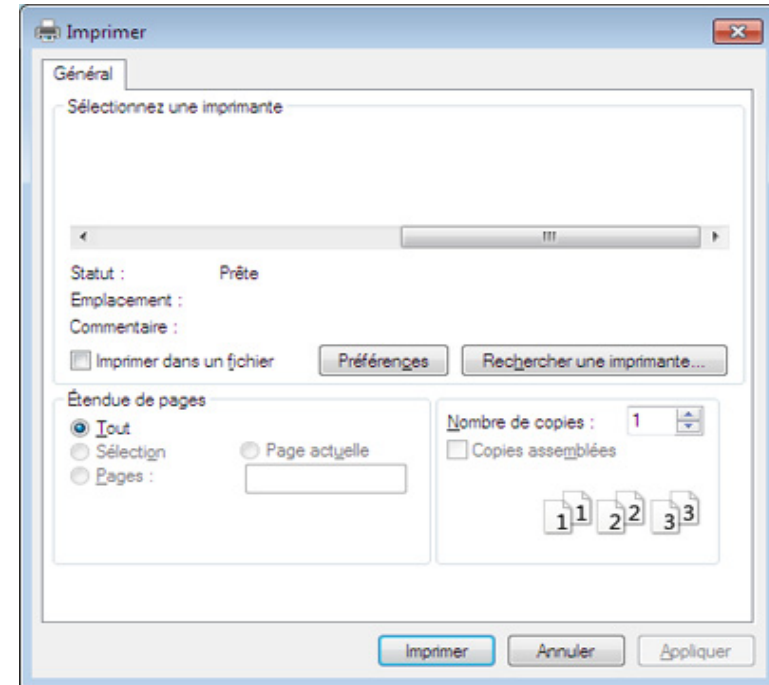 Imprimer
Général
Sélectionnez une imprimante
Statut : Prête
Emplacement :
Commentaire :
Imprimer dans un fichier Préférences Rechercher une imprimante...
Étendue de pages
Tout
Sélection Page actuelle
Pages :
Nombre de copies : 1
Copies assemblées
1 1 2 2 3 3
Imprimer Annuler Appliquer